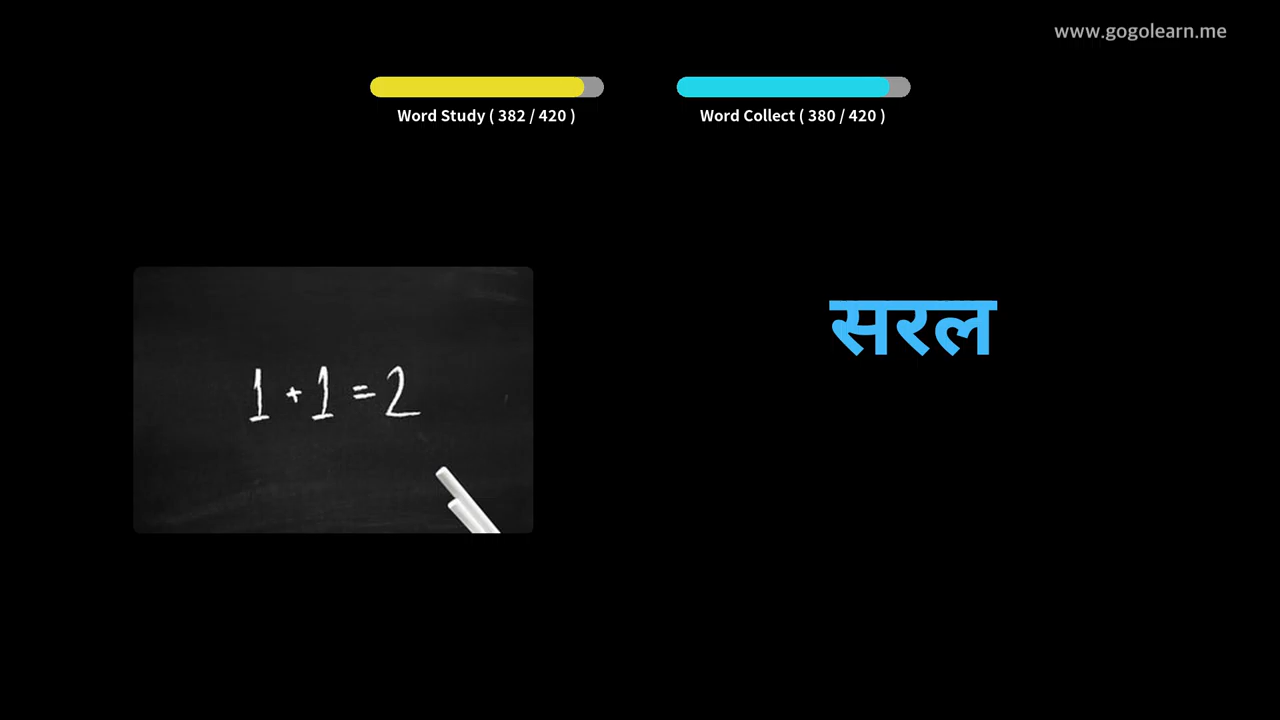 www.gogolearn.me
Word Study ( 382 / 420 )
Word Collect ( 380 / 420 )
सरल
1 + 1 = 2